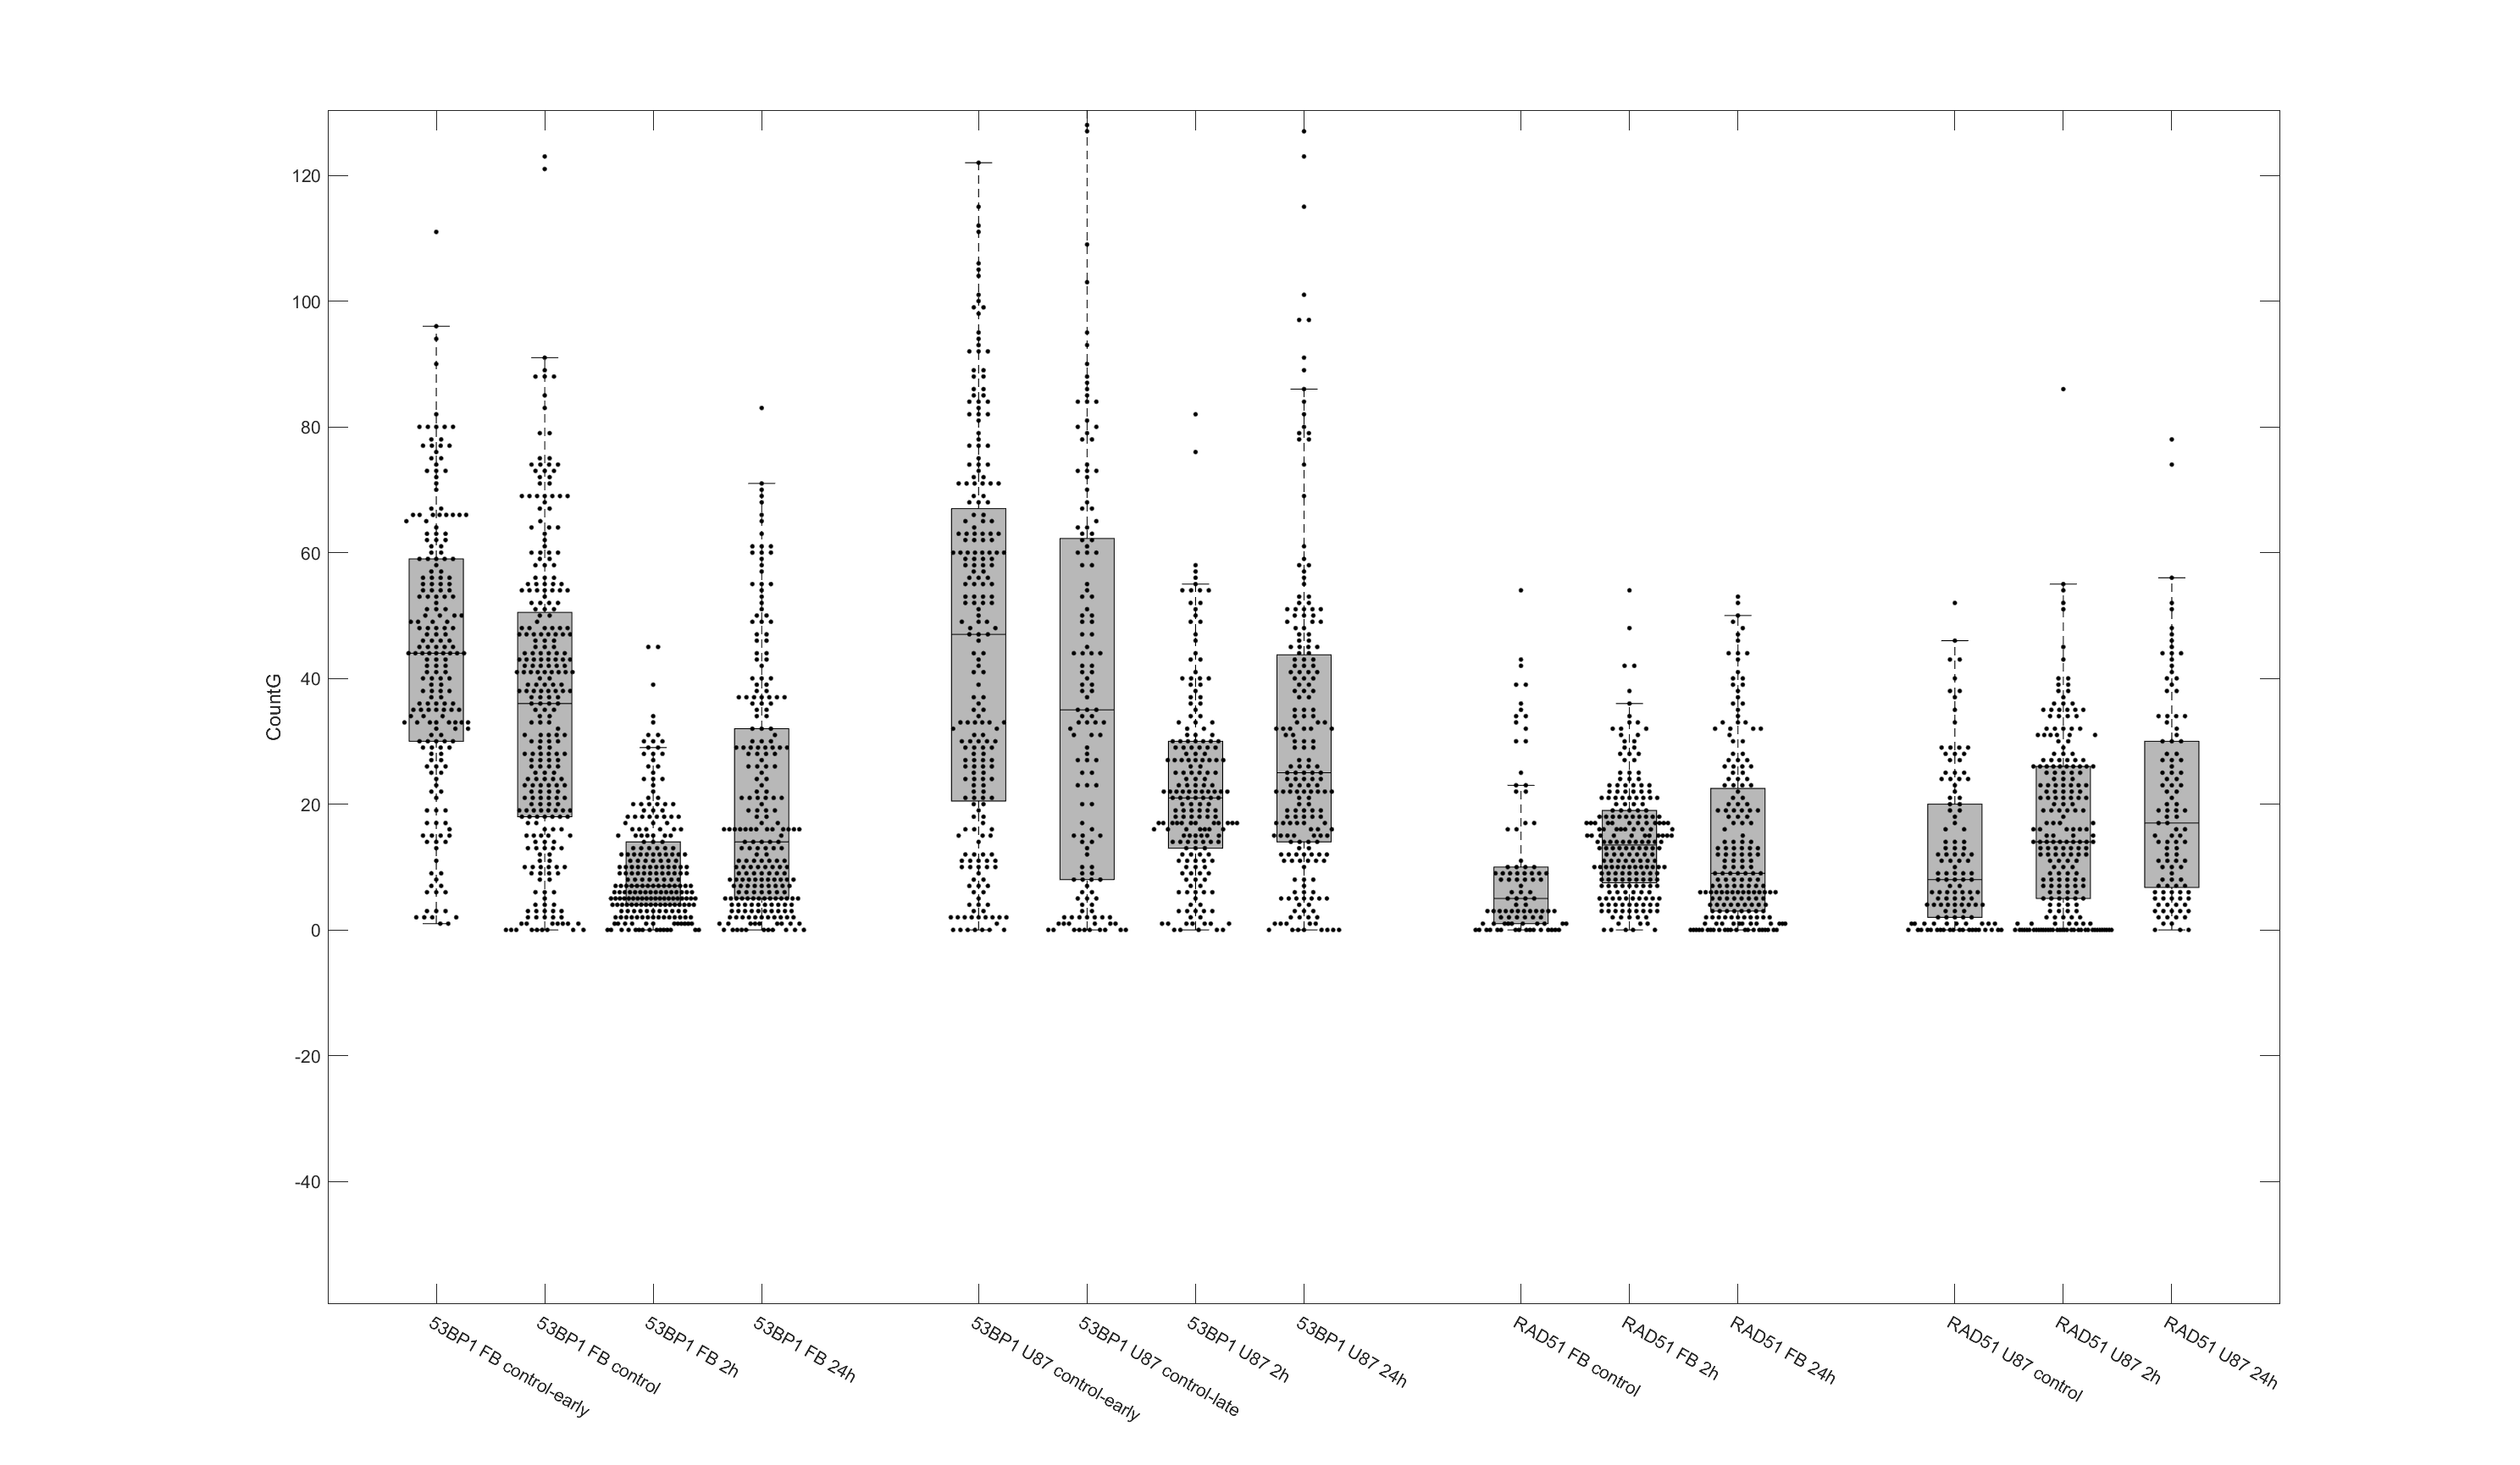 120
100
80
60
40
20
0
-20
-40
CountG
53BP1 FB control-early
53BP1 FB control
53BP1 FB 2h
53BP1 FB 24h
53BP1 U87 control-early
53BP1 U87 control-late
53BP1 U87 2h
53BP1 U87 24h
RAD51 FB control
RAD51 FB 2h
RAD51 FB 24h
RAD51 U87 control
RAD51 U87 2h
RAD51 U87 24h